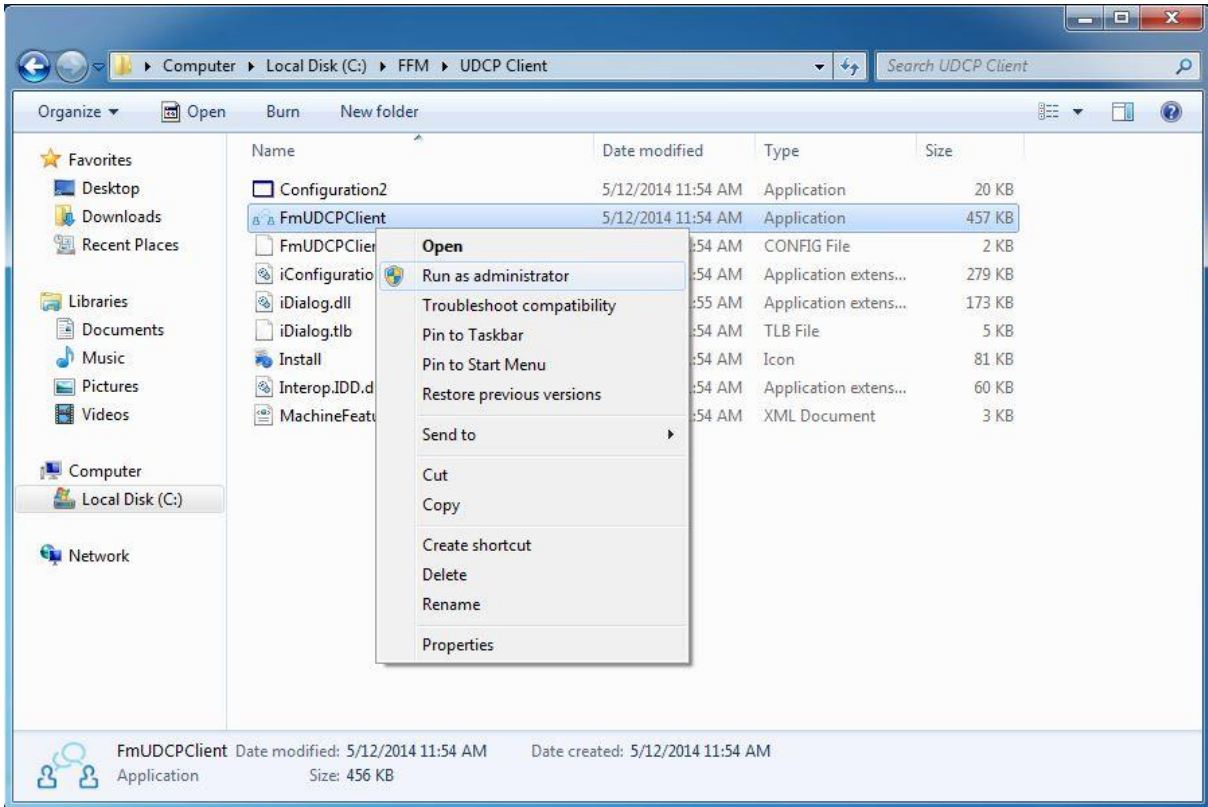 Computer ▸ Local Disk (C:) ▸ FFM ▸ UDCP Client
Search UDCP Client
Organize Open Burn New folder
Favorites
Desktop
Downloads
Recent Places
Libraries
Documents
Music
Pictures
Videos
Computer
Local Disk (C:)
Network
Name Date modified Type Size
Configuration2 5/12/2014 11:54 AM Application 20 KB
FmUDCPClient 5/12/2014 11:54 AM Application 457 KB
FmUDCPClier :54 AM CONFIG File 2 KB
iConfiguratio :54 AM Application extens... 279 KB
iDialog.dll :55 AM Application extens... 173 KB
iDialog.tlb :54 AM TLB File 5 KB
Install :54 AM Icon 81 KB
Interop.IDD.d :54 AM Application extens... 60 KB
MachineFeatu :54 AM XML Document 3 KB
Open
Run as administrator
Troubleshoot compatibility
Pin to Taskbar
Pin to Start Menu
Restore previous versions
Send to
Cut
Copy
Create shortcut
Delete
Rename
Properties
FmUDCPClient Date modified: 5/12/2014 11:54 AM Date created: 5/12/2014 11:54 AM
Application Size: 456 KB